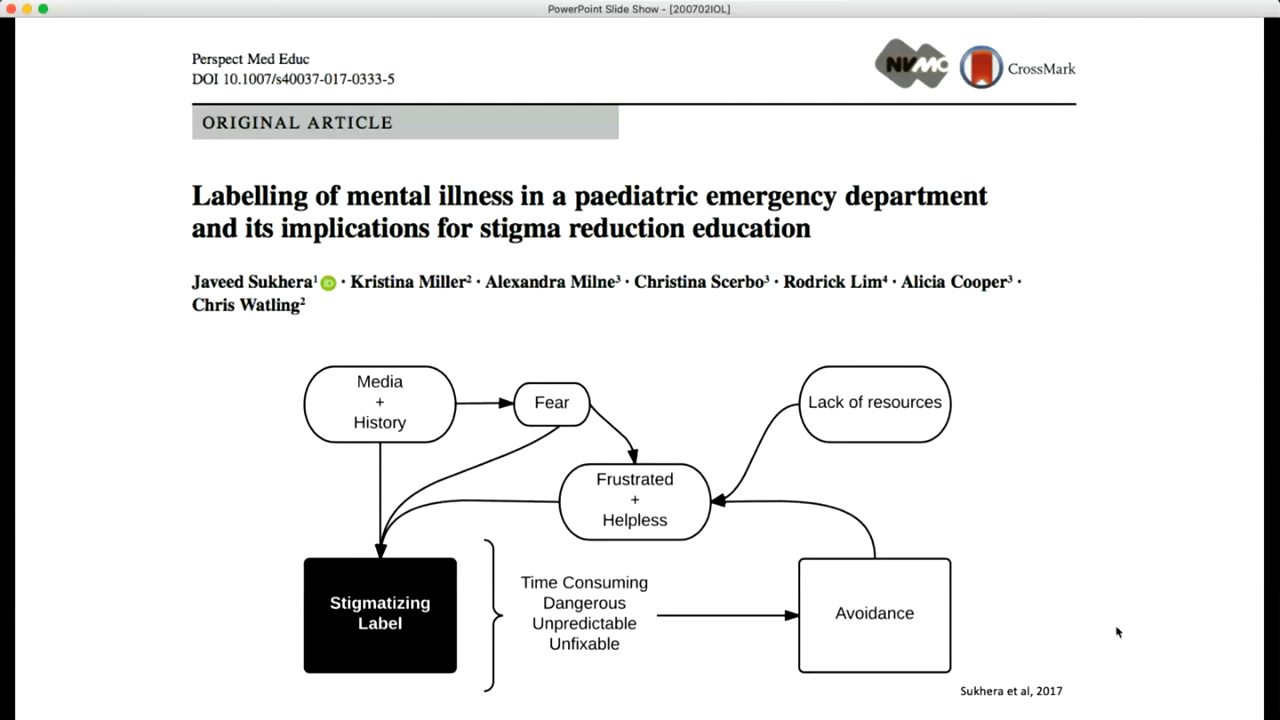 PowerPoint Slide Show - [200702IOL]
Perspect Med Educ
DOI 10.1007/s40037-017-0333-5
NVMO
CrossMark
ORIGINAL ARTICLE
Labelling of mental illness in a paediatric emergency department
and its implications for stigma reduction education
Javeed Sukhera¹ iD · Kristina Miller² · Alexandra Milne³ · Christina Scerbo³ · Rodrick Lim⁴ · Alicia Cooper³ ·
Chris Watling²
Media
+
History
Fear
Lack of resources
Frustrated
+
Helpless
Stigmatizing
Label
Time Consuming
Dangerous
Unpredictable
Unfixable
Avoidance
Sukhera et al, 2017